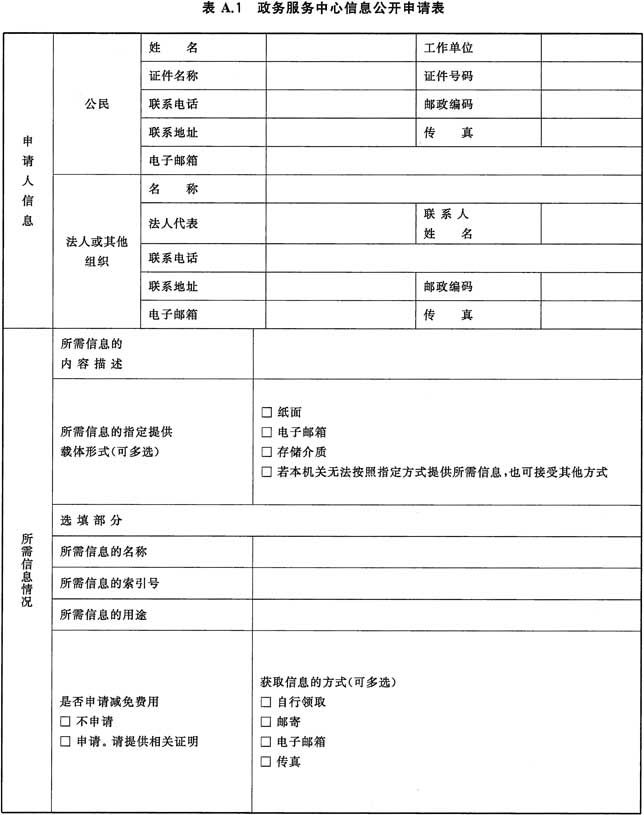 表 A.1 政务服务中心信息公开申请表
申请人信息
公民
姓 名
工作单位
证件名称
证件号码
联系电话
邮政编码
联系地址
传 真
电子邮箱
法人或其他
组织
名 称
法人代表
联 系 人
姓 名
联系电话
联系地址
邮政编码
电子邮箱
传 真
所需信息情况
所需信息的
内 容 描 述
所需信息的指定提供
载体形式(可多选)
□ 纸面
□ 电子邮箱
□ 存储介质
□ 若本机关无法按照指定方式提供所需信息,也可接受其他方式
选 填 部 分
所需信息的名称
所需信息的索引号
所需信息的用途
是否申请减免费用
□ 不申请
□ 申请。请提供相关证明
获取信息的方式(可多选)
□ 自行领取
□ 邮寄
□ 电子邮箱
□ 传真